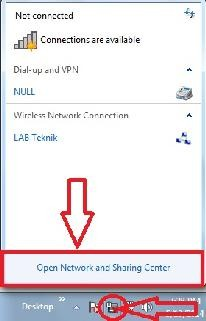 Not connected
Connections are available
Dial-up and VPN
NULL
Wireless Network Connection
LAB Teknik
Open Network and Sharing Center
Desktop